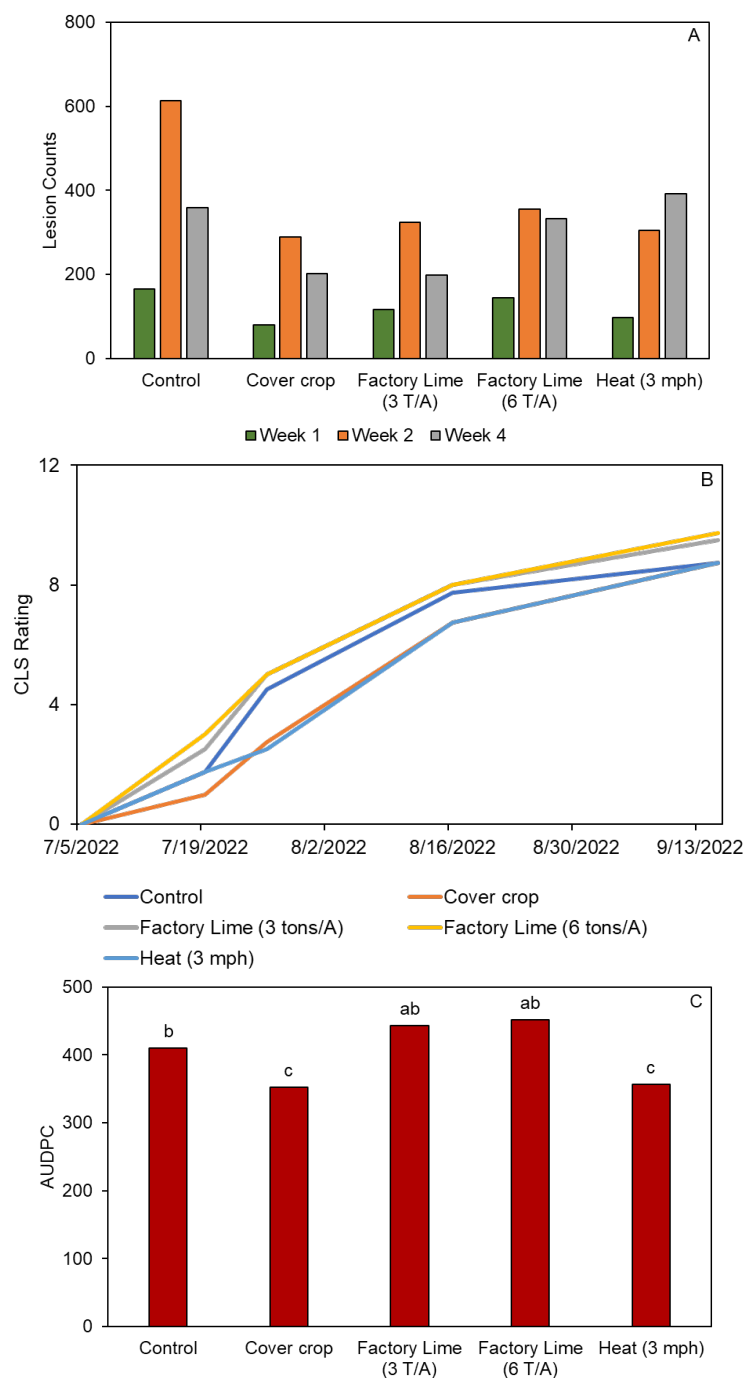 A
800
600
400
200
0
Lesion Counts
Control
Cover crop
Factory Lime (3 T/A)
Factory Lime (6 T/A)
Heat (3 mph)
Week 1 Week 2 Week 4
B
12
8
4
0
CLS Rating
7/5/2022 7/19/2022 8/2/2022 8/16/2022 8/30/2022 9/13/2022
Control Cover crop
Factory Lime (3 tons/A) Factory Lime (6 tons/A)
Heat (3 mph)
C
500
400
300
200
100
0
AUDPC
b c ab ab c
Control
Cover crop
Factory Lime (3 T/A)
Factory Lime (6 T/A)
Heat (3 mph)